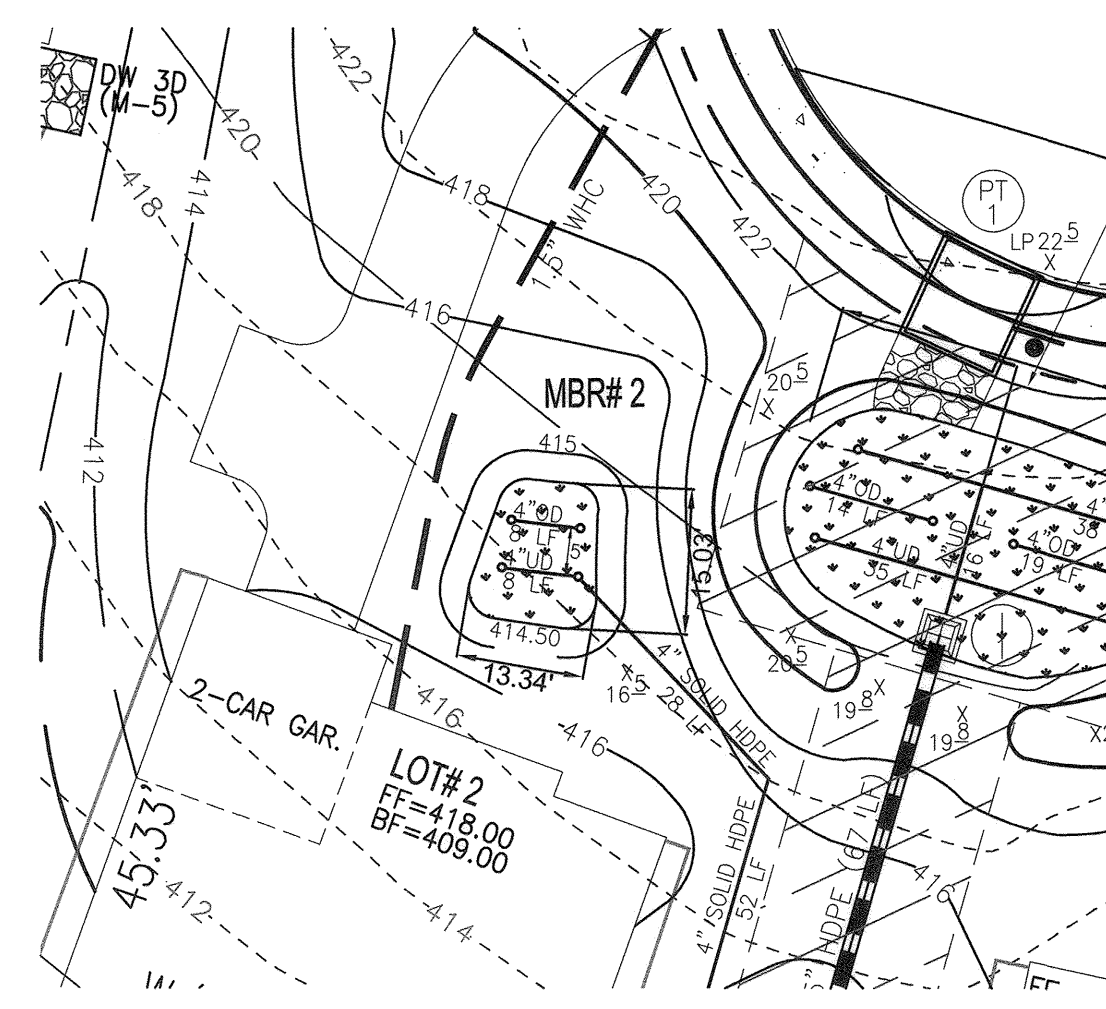 DW 3D
(M-5)
422
420
418
414
418
1.5" WHC
420
422
PT
1
LP 22 5
X
416
MBR# 2
20 5
X
412
415
4"OD
8 LF
4"UD
8 LF
5
15.03'
414.50
13.34'
4"OD
14 LF
4"UD
35 LF
4"UD
6 LF
4"OD
19 LF
4"
38
X
20 5
X
16 5
4" SOLID HDPE
28 LF
X
19 8
X
19 8
2-CAR GAR.
416
416
LOT# 2
FF=418.00
BF=409.00
45.33'
412
414
4" SOLID HDPE
52 LF
5" HDPE (67 LF)
416